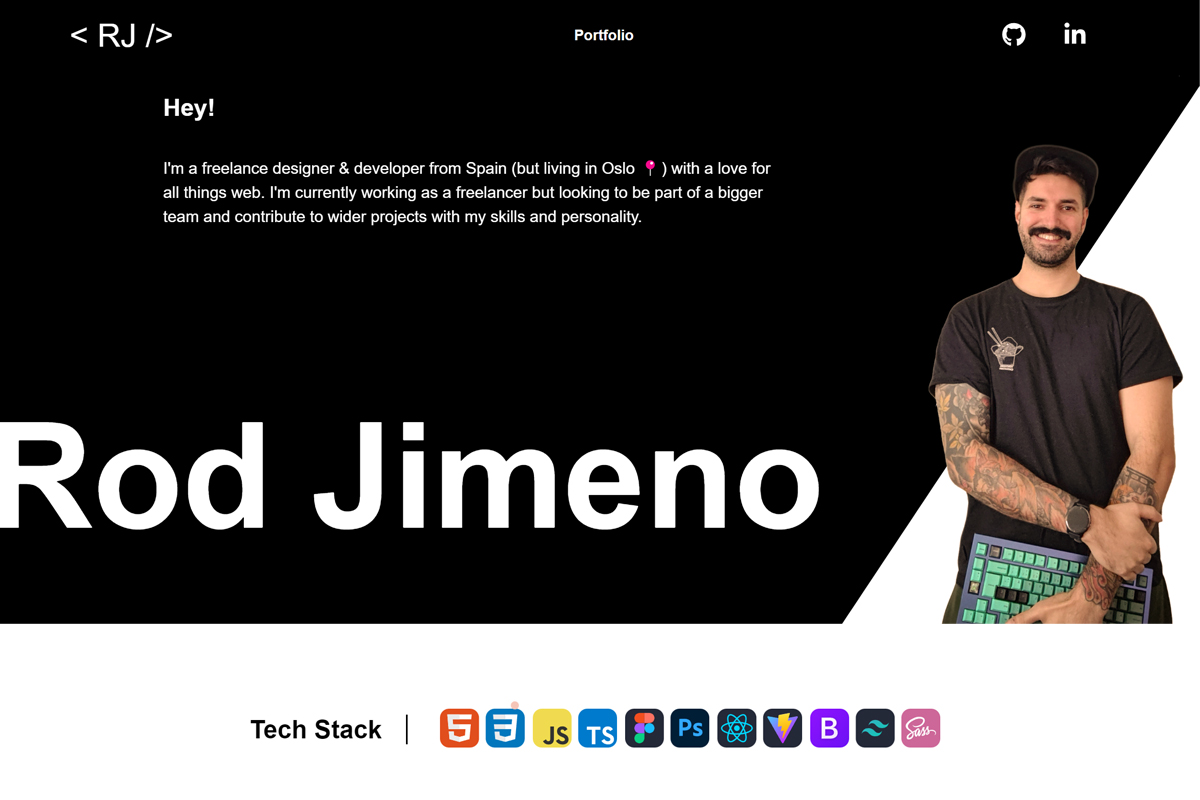 < RJ />
Portfolio
in
Hey!
I'm a freelance designer & developer from Spain (but living in Oslo 📍 ) with a love for
all things web. I'm currently working as a freelancer but looking to be part of a bigger
team and contribute to wider projects with my skills and personality.
Rod Jimeno
Tech Stack
5 3 JS TS Ps B Sass